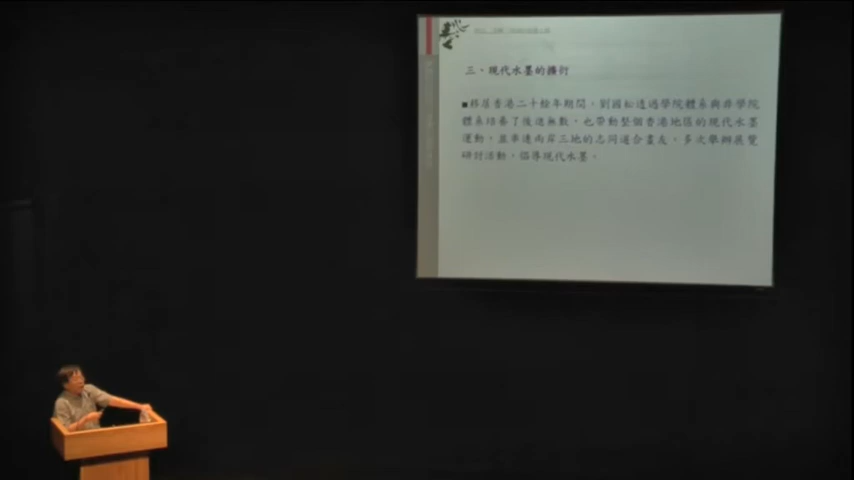 三、現代水墨的擴衍
■移居香港二十餘年期間，劉國松透過學院體系與非學院
體系培養了後進無數，也帶動整個香港地區的現代水墨
運動，並串連兩岸三地的志同道合畫友，多次舉辦展覽
研討活動，倡導現代水墨。